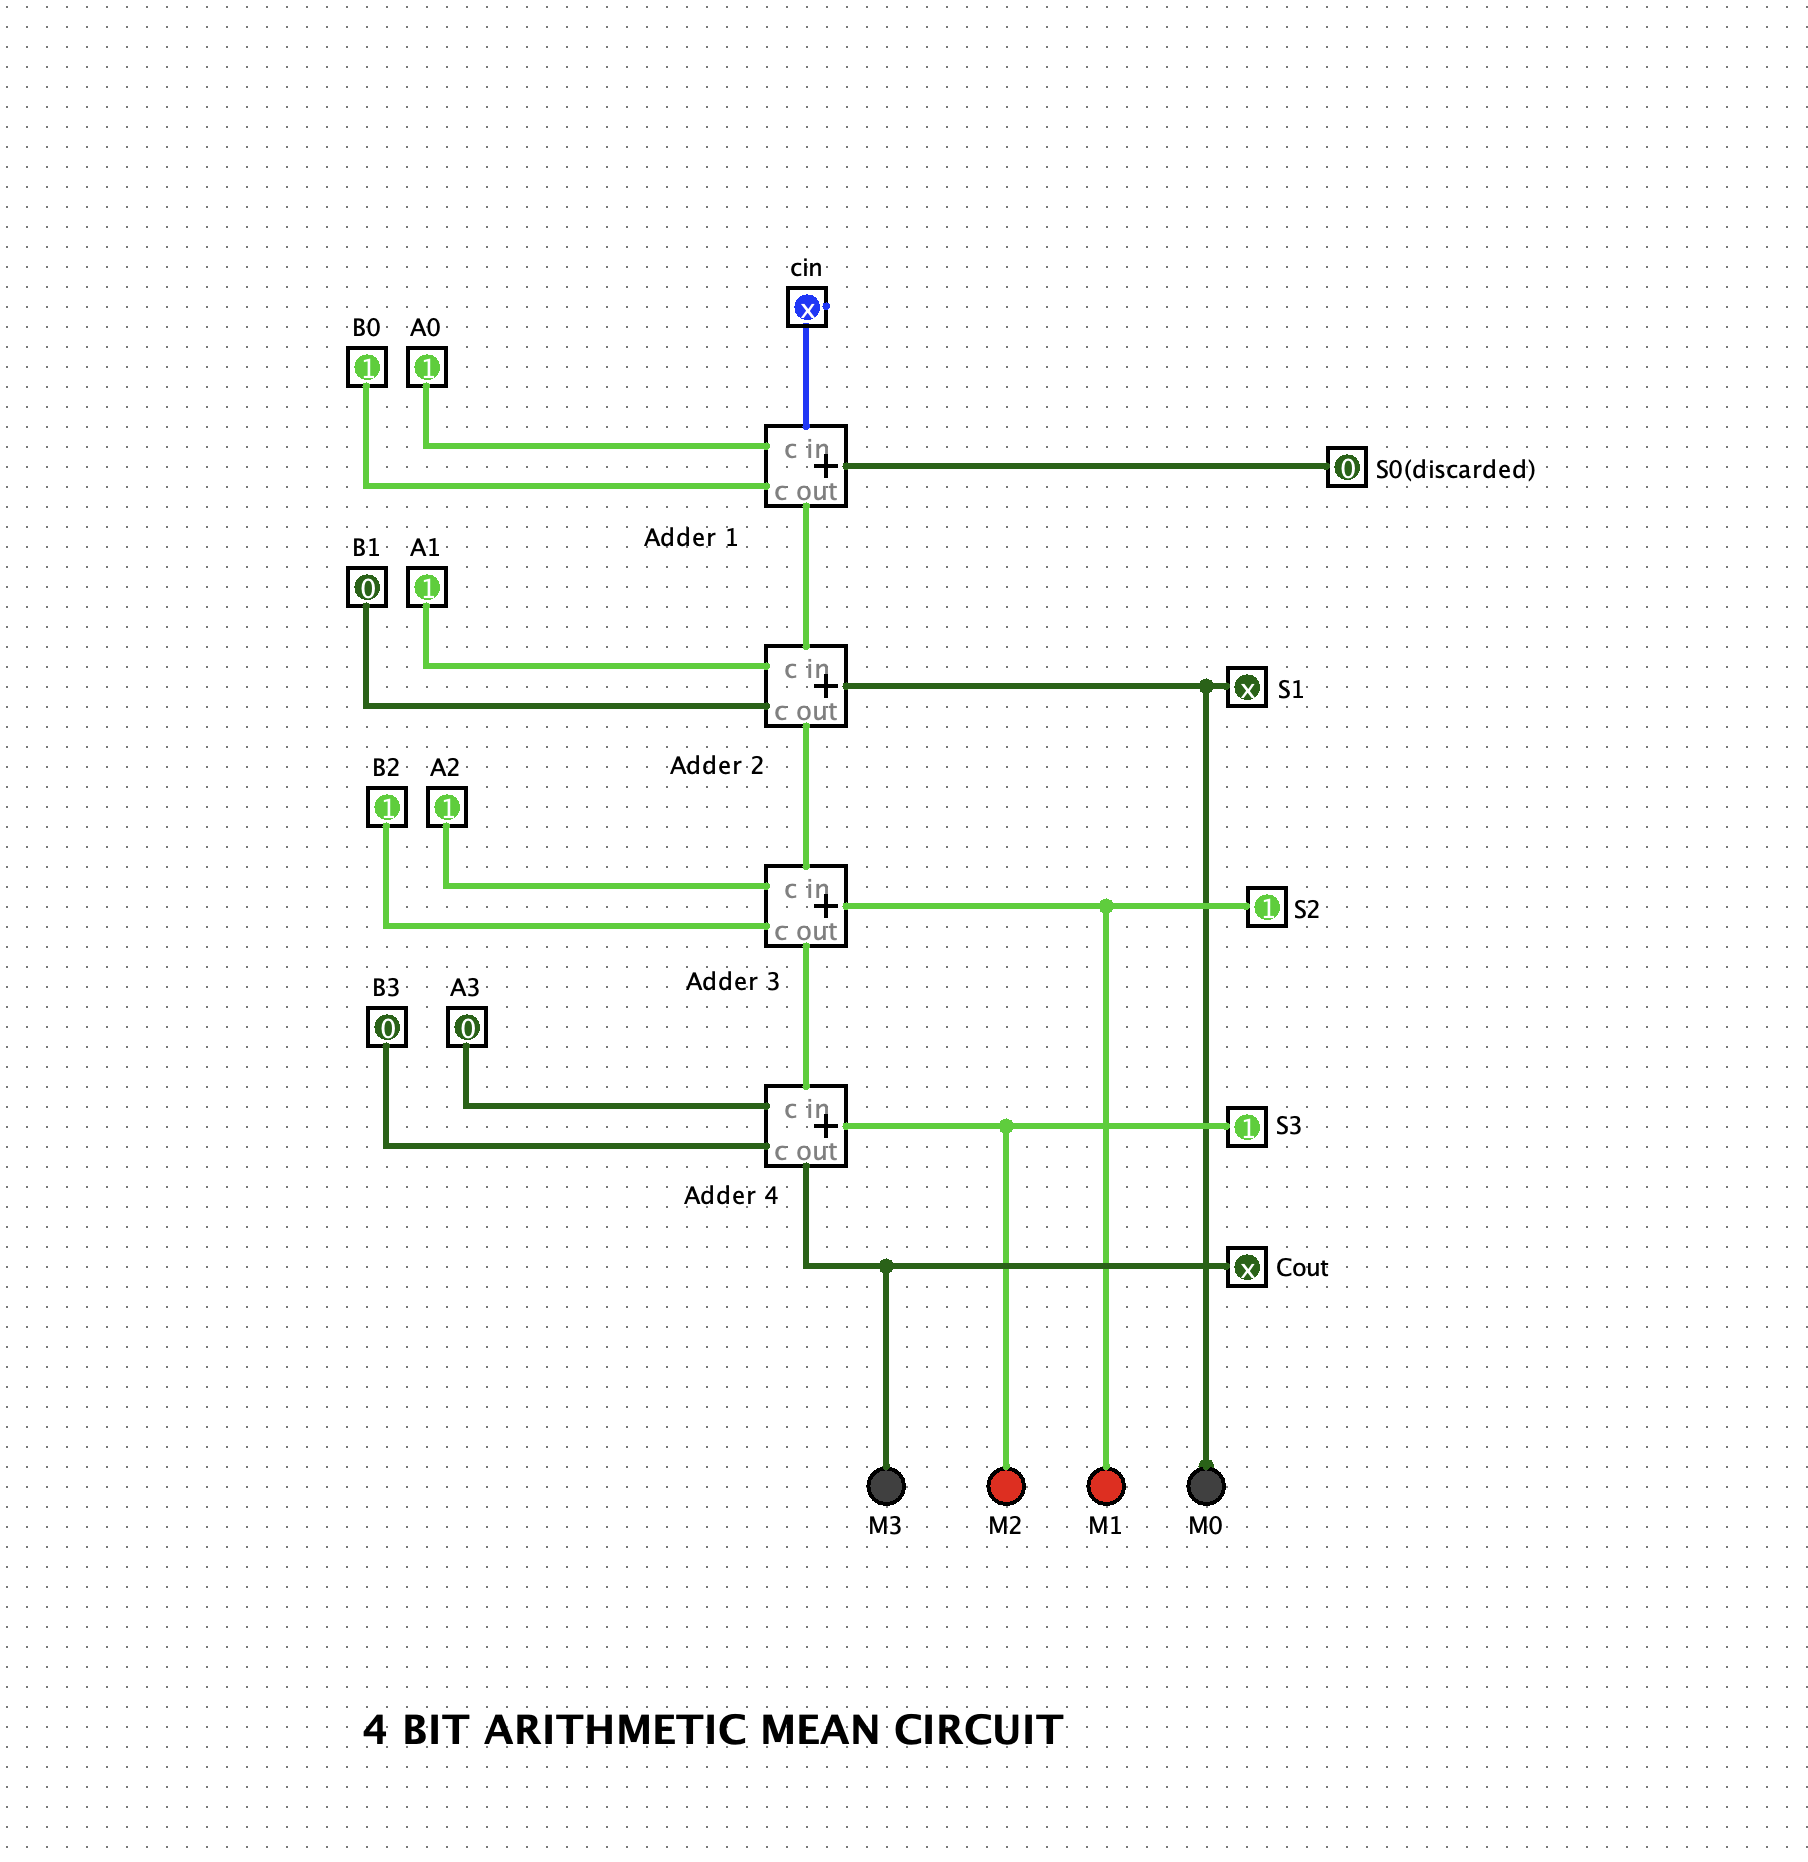 cin
x
B0 A0
1 1
c in
+
c out
0 S0(discarded)
Adder 1
B1 A1
0 1
c in
+
c out
x S1
Adder 2
B2 A2
1 1
c in
+
c out
1 S2
Adder 3
B3 A3
0 0
c in
+
c out
1 S3
Adder 4
x Cout
M3 M2 M1 M0
4 BIT ARITHMETIC MEAN CIRCUIT